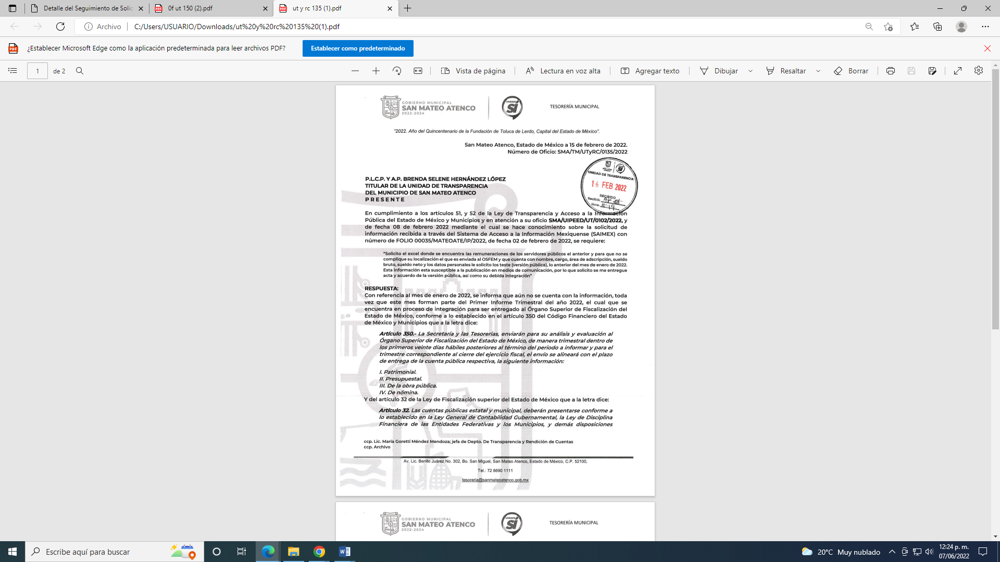 Detalle del Seguimiento de Solic
0f ut 150 (2).pdf
ut y rc 135 (1).pdf
Archivo
C:/Users/USUARIO/Downloads/ut%20y%20rc%20135%20(1).pdf
¿Establecer Microsoft Edge como la aplicación predeterminada para leer archivos PDF?
Establecer como predeterminado
1 de 2
Vista de página
Lectura en voz alta
Agregar texto
Dibujar
Resaltar
Borrar
GOBIERNO MUNICIPAL
SAN MATEO ATENCO
2022-2024
UNIDOS
SÍ
TESORERÍA MUNICIPAL
"2022. Año del Quincentenario de la Fundación de Toluca de Lerdo, Capital del Estado de México".
San Mateo Atenco, Estado de México a 15 de febrero de 2022.
Número de Oficio: SMA/TM/UTyRC/0135/2022
UNIDAD DE TRANSPARENCIA
16 FEB 2022
RECIBIDO
Recibió:
Hora: 10:19
P.L.C.P. Y A.P. BRENDA SELENE HERNÁNDEZ LÓPEZ
TITULAR DE LA UNIDAD DE TRANSPARENCIA
DEL MUNICIPIO DE SAN MATEO ATENCO
P R E S E N T E
En cumplimiento a los artículos 51, y 52 de la Ley de Transparencia y Acceso a la Información
Pública del Estado de México y Municipios y en atención a su oficio SMA/UIPEED/UT/0102/2022, y
de fecha 08 de febrero 2022 mediante el cual se hace conocimiento sobre la solicitud de
información recibida a través del Sistema de Acceso a la Información Mexiquense (SAIMEX) con
número de FOLIO 00035/MATEOATE/IP/2022, de fecha 02 de febrero de 2022, se requiere:
"Solicito el excel donde se encuentra las remuneraciones de los servidores públicos el anterior y para que no se
complique su localización el que es enviada al OSFEM y que cuenta con nombre, cargo, área de adscripción, sueldo
bruto, sueldo neto y los datos personales le solicito los teste (versión pública), lo anterior del mes de enero de 2022.
Esta información esta susceptible a la publicación en medios de comunicación, por lo que solicito se me entregue
acta y acuerdo de la versión pública, así como su debida integración"
RESPUESTA:
Con referencia al mes de enero de 2022, se informa que aún no se cuenta con la información, toda
vez que este mes forman parte del Primer Informe Trimestral del año 2022, el cual que se
encuentra en proceso de integración para ser entregado al Órgano Superior de Fiscalización del
Estado de México, conforme a lo establecido en el artículo 350 del Código Financiero del Estado
de México y Municipios que a la letra dice:
Artículo 350.- La Secretaría y las Tesorerías, enviarán para su análisis y evaluación al
Órgano Superior de Fiscalización del Estado de México, de manera trimestral dentro de
los primeros veinte días hábiles posteriores al término del periodo a informar y para el
trimestre correspondiente al cierre del ejercicio fiscal, el envío se alineará con el plazo
de entrega de la cuenta pública respectiva, la siguiente información:
I. Patrimonial.
II. Presupuestal.
III. De la obra pública.
IV. De nómina.
Y del artículo 32 de la Ley de Fiscalización superior del Estado de México que a la letra dice:
Artículo 32. Las cuentas públicas estatal y municipal, deberán presentarse conforme a
lo establecido en la Ley General de Contabilidad Gubernamental, la Ley de Disciplina
Financiera de las Entidades Federativas y los Municipios, y demás disposiciones
ccp. Lic. María Goretti Méndez Mendoza; jefa de Depto. De Transparencia y Rendición de Cuentas
ccp. Archivo
Av. Lic. Benito Juárez No. 302, Bo. San Miguel, San Mateo Atenco, Estado de México, C.P. 52100,
Tel.: 72 8690 1111
tesoreria@sanmateoatenco.gob.mx
GOBIERNO MUNICIPAL
SAN MATEO ATENCO
2022-2024
UNIDOS
SÍ
TESORERÍA MUNICIPAL
Escribe aquí para buscar
20°C Muy nublado
12:24 p. m.
07/06/2022